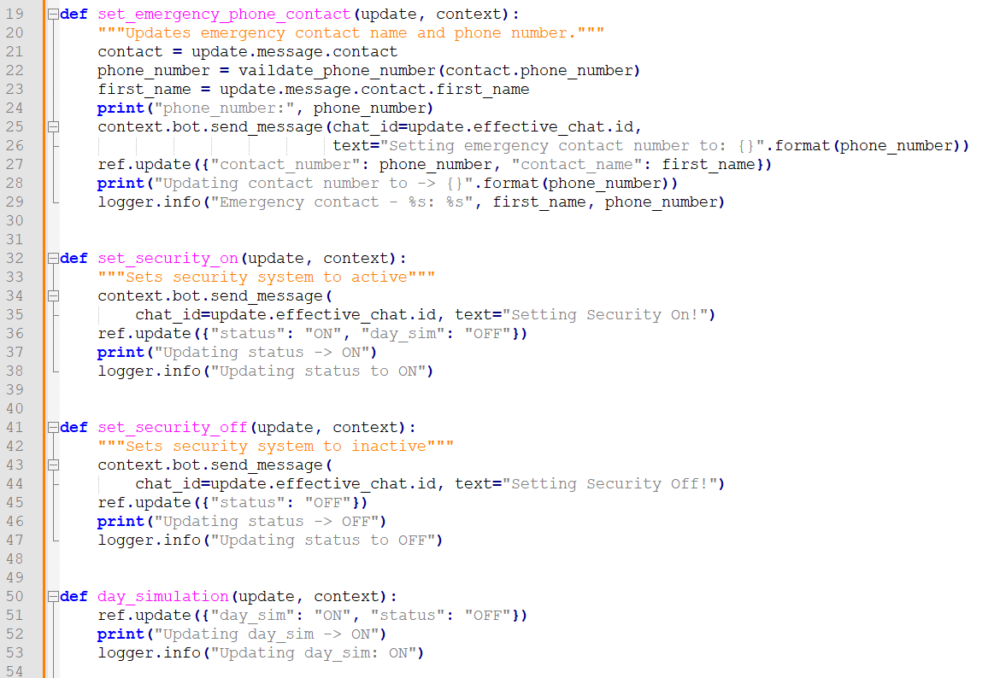 19 def set_emergency_phone_contact(update, context):
20     """Updates emergency contact name and phone number."""
21     contact = update.message.contact
22     phone_number = vaildate_phone_number(contact.phone_number)
23     first_name = update.message.contact.first_name
24     print("phone_number:", phone_number)
25     context.bot.send_message(chat_id=update.effective_chat.id,
26                              text="Setting emergency contact number to: {}".format(phone_number))
27     ref.update({"contact_number": phone_number, "contact_name": first_name})
28     print("Updating contact number to -> {}".format(phone_number))
29     logger.info("Emergency contact - %s: %s", first_name, phone_number)
30
31
32 def set_security_on(update, context):
33     """Sets security system to active"""
34     context.bot.send_message(
35         chat_id=update.effective_chat.id, text="Setting Security On!")
36     ref.update({"status": "ON", "day_sim": "OFF"})
37     print("Updating status -> ON")
38     logger.info("Updating status to ON")
39
40
41 def set_security_off(update, context):
42     """Sets security system to inactive"""
43     context.bot.send_message(
44         chat_id=update.effective_chat.id, text="Setting Security Off!")
45     ref.update({"status": "OFF"})
46     print("Updating status -> OFF")
47     logger.info("Updating status to OFF")
48
49
50 def day_simulation(update, context):
51     ref.update({"day_sim": "ON", "status": "OFF"})
52     print("Updating day_sim -> ON")
53     logger.info("Updating day_sim: ON")
54